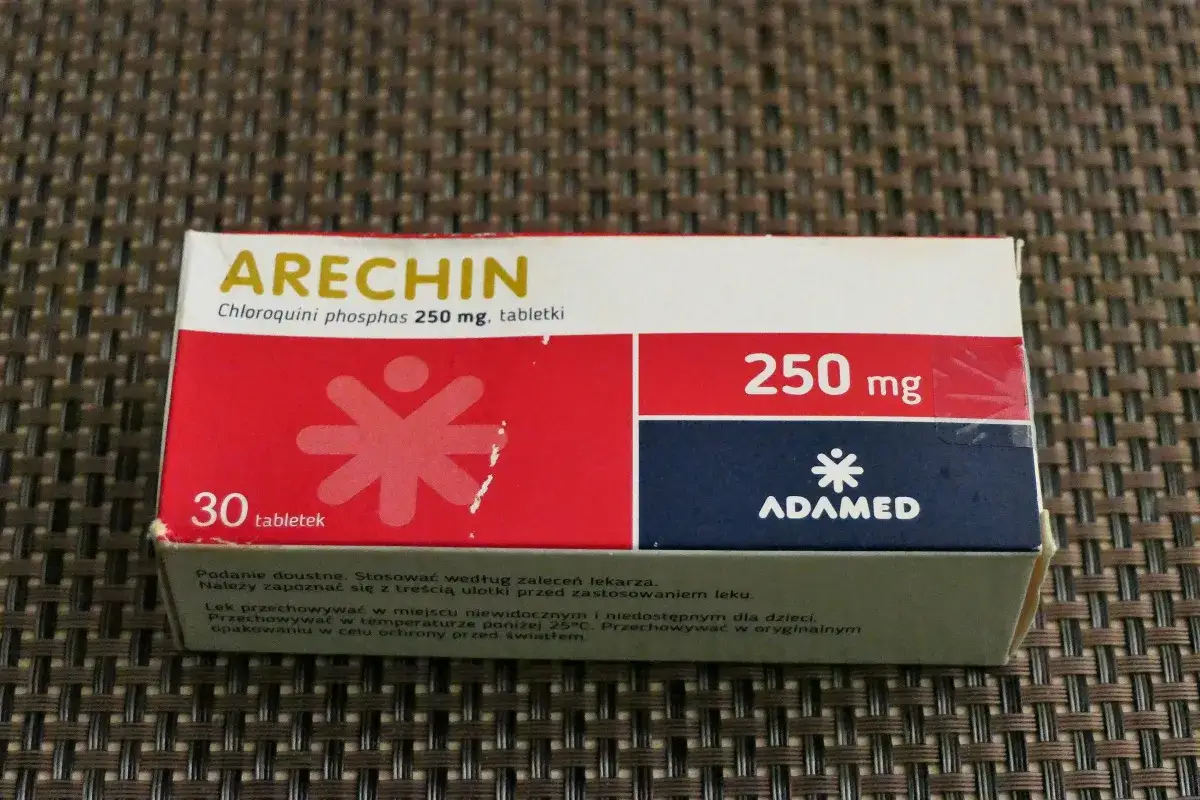 ARECHIN
Chloroquini phosphas 250 mg, tabletki
250 mg
ADAMED
30 tabletek
Podanie doustne. Stosować według zaleceń lekarza.
Należy zapoznać się z treścią ulotki przed zastosowaniem leku.
Lek przechowywać w miejscu niewidocznym i niedostępnym dla dzieci.
Przechowywać w temperaturze poniżej 25°C. Przechowywać w oryginalnym
opakowaniu w celu ochrony przed światłem.